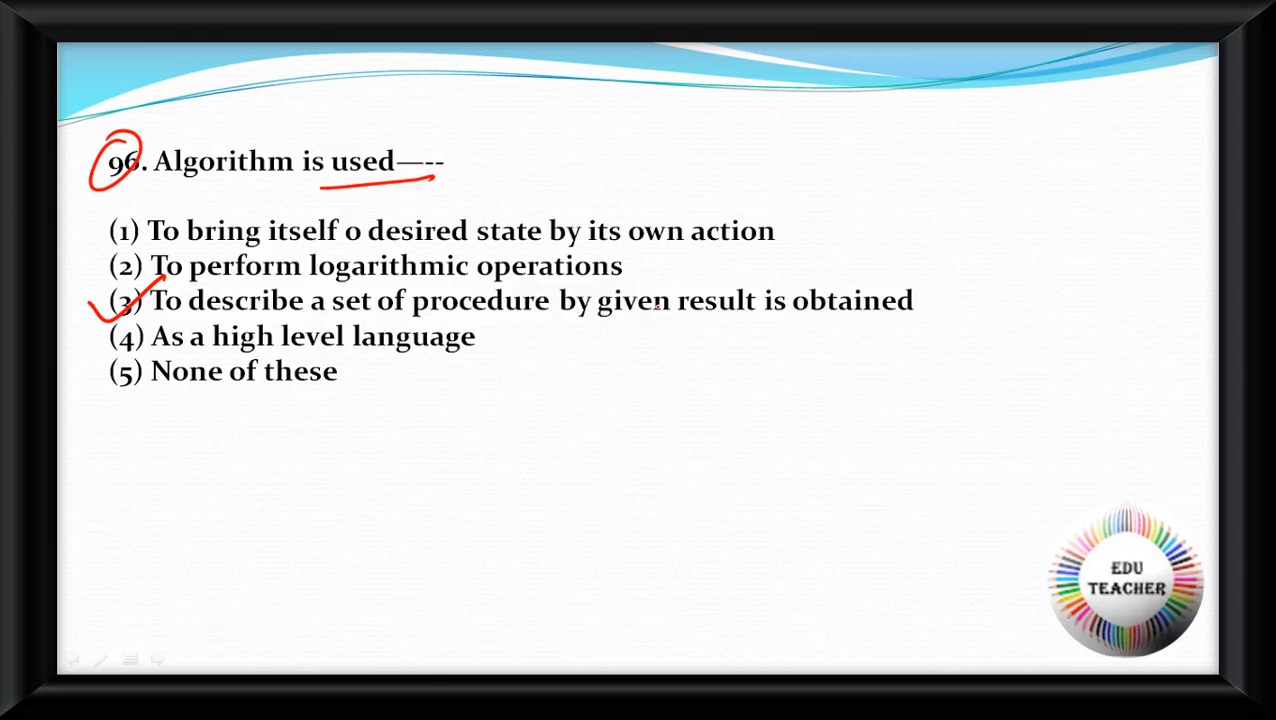 96. Algorithm is used—--
(1) To bring itself o desired state by its own action
(2) To perform logarithmic operations
(3) To describe a set of procedure by given result is obtained
(4) As a high level language
(5) None of these
EDU
TEACHER